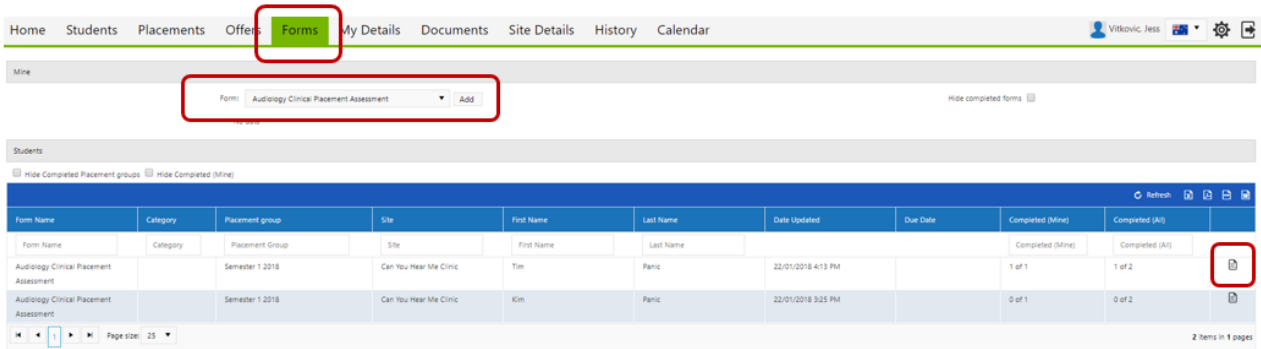 Home Students Placements Offers Forms My Details Documents Site Details History Calendar Vitkovic, Jess
Mine
Form: Audiology Clinical Placement Assessment Add Hide completed forms
No data
Students
Hide Completed Placement groups Hide Completed (Mine)
Refresh
Form Name Category Placement group Site First Name Last Name Date Updated Due Date Completed (Mine) Completed (All)
Form Name Category Placement Group Site First Name Last Name Completed (Mine) Completed (All)
Audiology Clinical Placement Semester 1 2018 Can You Hear Me Clinic Tim Panic 22/01/2018 4:13 PM 1 of 1 1 of 2
Assessment
Audiology Clinical Placement Semester 1 2018 Can You Hear Me Clinic Kim Panic 22/01/2018 3:25 PM 0 of 1 0 of 2
Assessment
1 Page size: 25 2 items in 1 pages